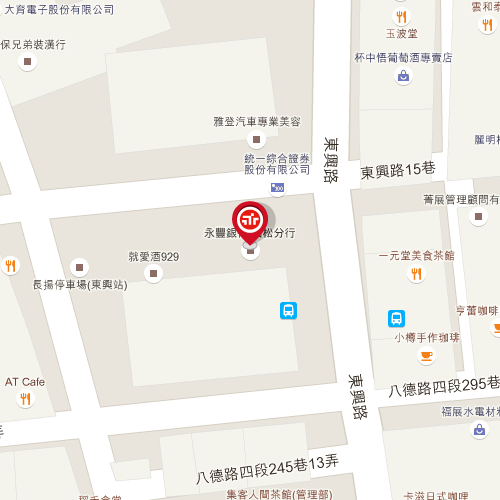 大育電子股份有限公司
雲和泰
玉波堂
保兄弟裝潢行
杯中悟葡萄酒專賣店
雅登汽車專業美容
東興路
麗明
統一綜合證券
股份有限公司
東興路15巷
菁展管理顧問有
永豐銀 松分行
就愛酒929
一元堂美食茶館
長揚停車場(東興站)
亨蕾咖啡
小樽手作咖珠
AT Cafe
東興路
八德路四段295巷
福展水電材料
弄
八德路四段245巷13弄
集客人間茶館(管理部)
卡滋日式咖哩